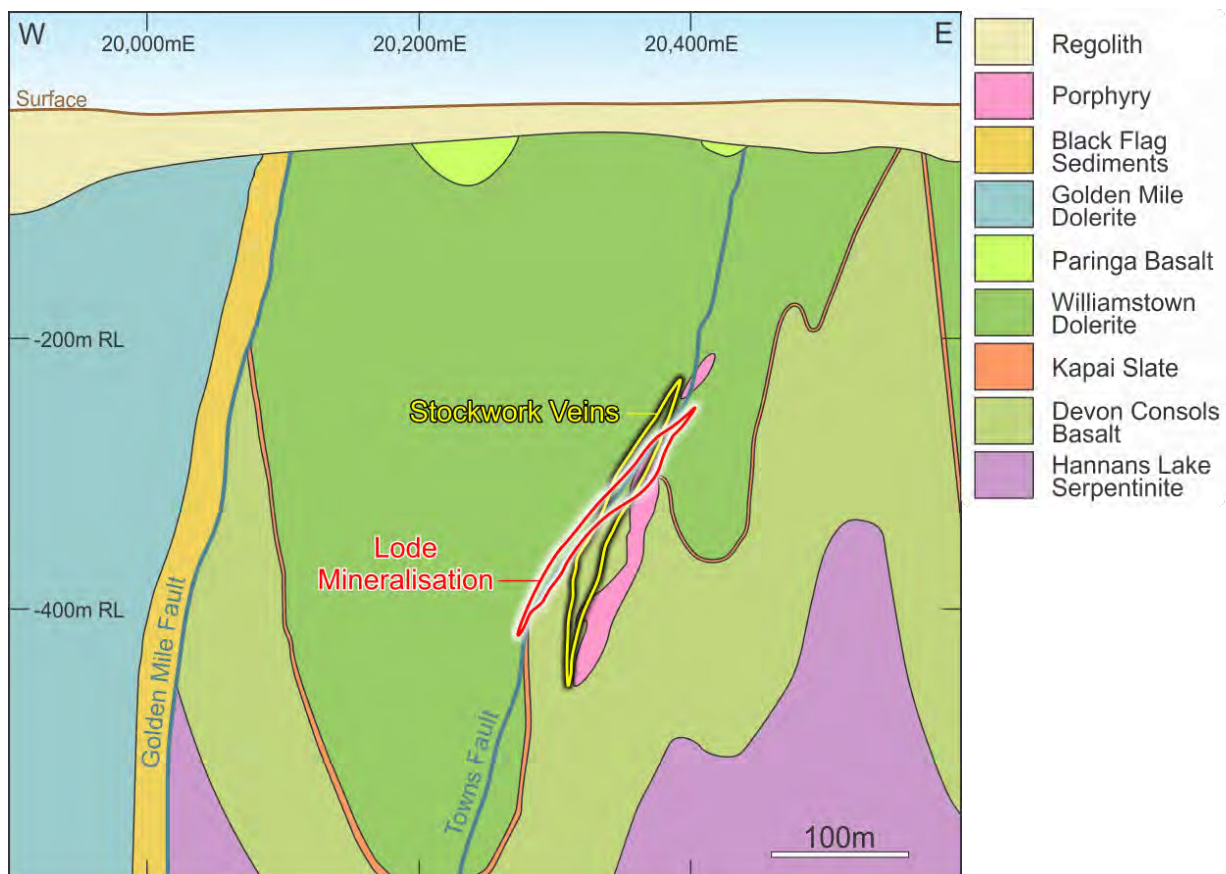 W
20,000mE
20,200mE
20,400mE
E
Surface
-200m RL
Stockwork Veins
Lode
Mineralisation
-400m RL
Golden Mile Fault
Towns Fault
100m
Regolith
Porphyry
Black Flag
Sediments
Golden Mile
Dolerite
Paringa Basalt
Williamstown
Dolerite
Kapai Slate
Devon Consols
Basalt
Hannans Lake
Serpentinite